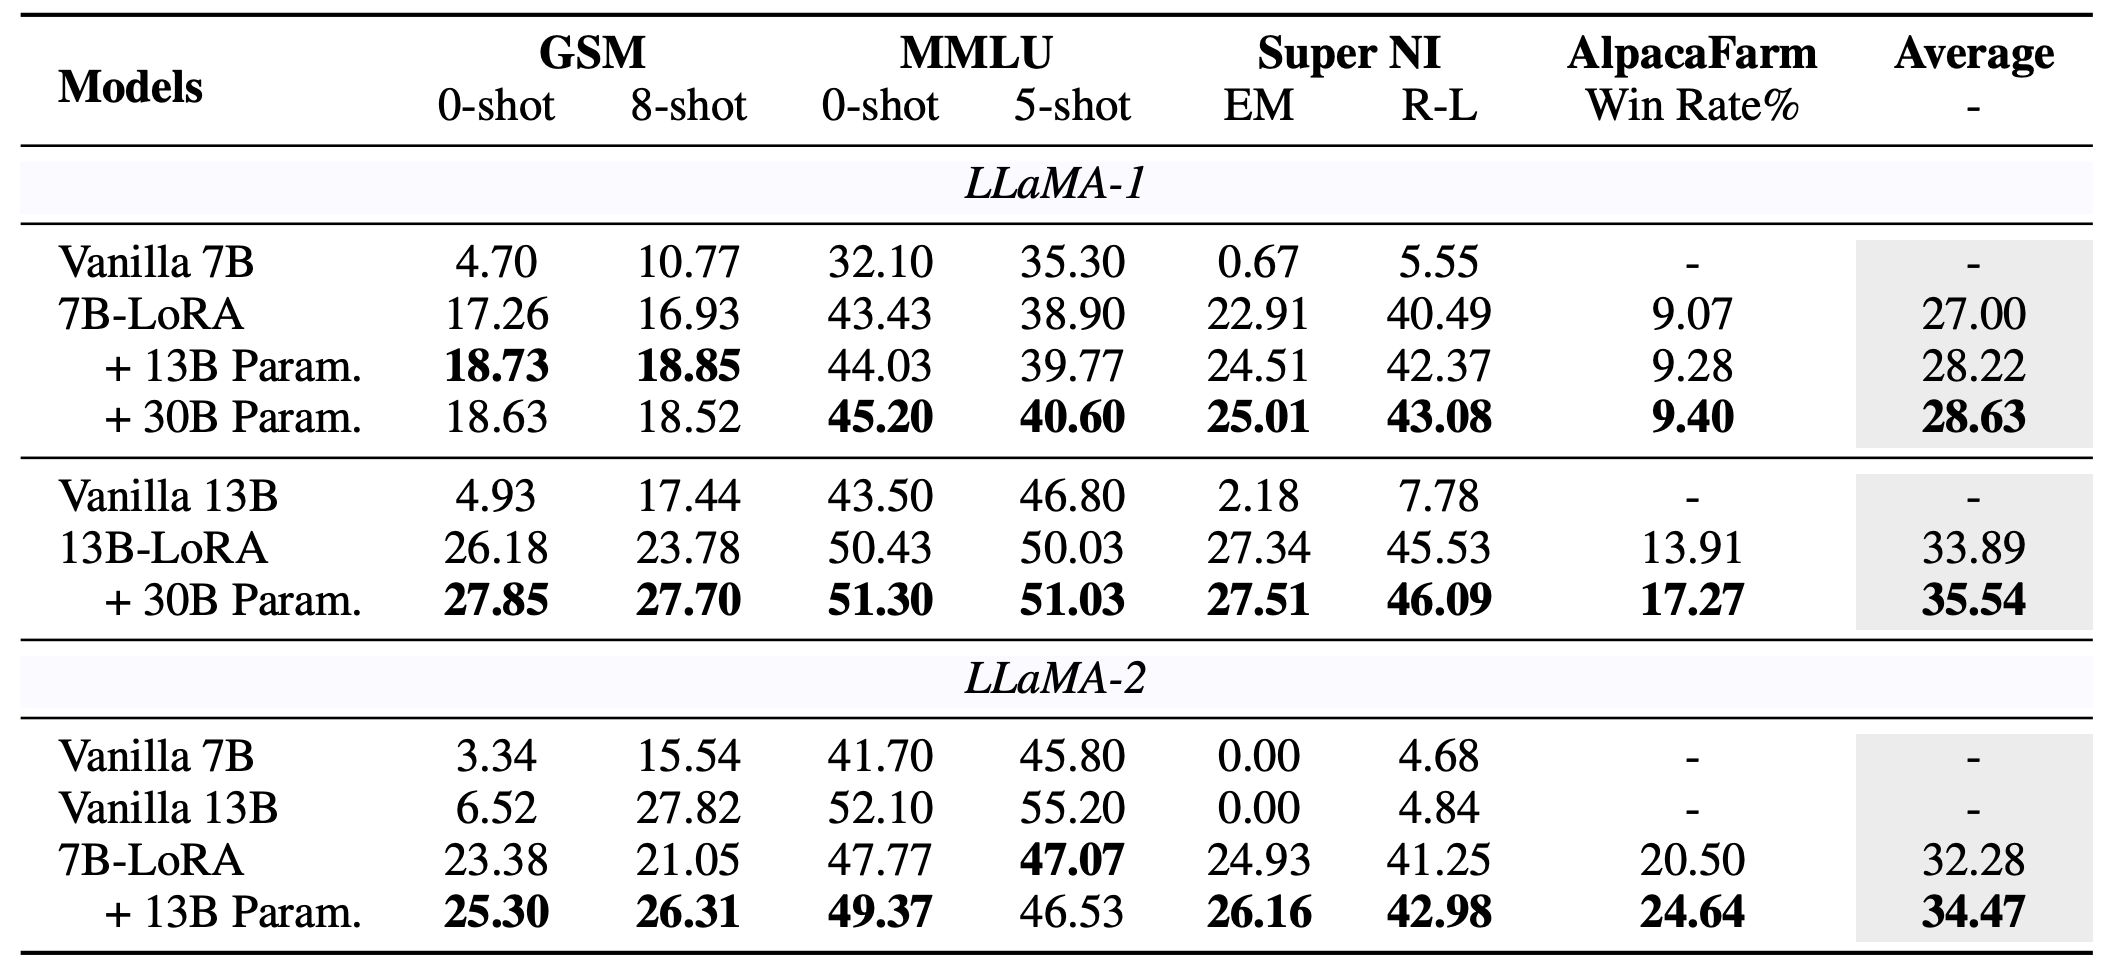 Models GSM MMLU Super NI AlpacaFarm Average
0-shot 8-shot 0-shot 5-shot EM R-L Win Rate% -
LLaMA-1
Vanilla 7B 4.70 10.77 32.10 35.30 0.67 5.55 - -
7B-LoRA 17.26 16.93 43.43 38.90 22.91 40.49 9.07 27.00
+ 13B Param. 18.73 18.85 44.03 39.77 24.51 42.37 9.28 28.22
+ 30B Param. 18.63 18.52 45.20 40.60 25.01 43.08 9.40 28.63
Vanilla 13B 4.93 17.44 43.50 46.80 2.18 7.78 - -
13B-LoRA 26.18 23.78 50.43 50.03 27.34 45.53 13.91 33.89
+ 30B Param. 27.85 27.70 51.30 51.03 27.51 46.09 17.27 35.54
LLaMA-2
Vanilla 7B 3.34 15.54 41.70 45.80 0.00 4.68 - -
Vanilla 13B 6.52 27.82 52.10 55.20 0.00 4.84 - -
7B-LoRA 23.38 21.05 47.77 47.07 24.93 41.25 20.50 32.28
+ 13B Param. 25.30 26.31 49.37 46.53 26.16 42.98 24.64 34.47